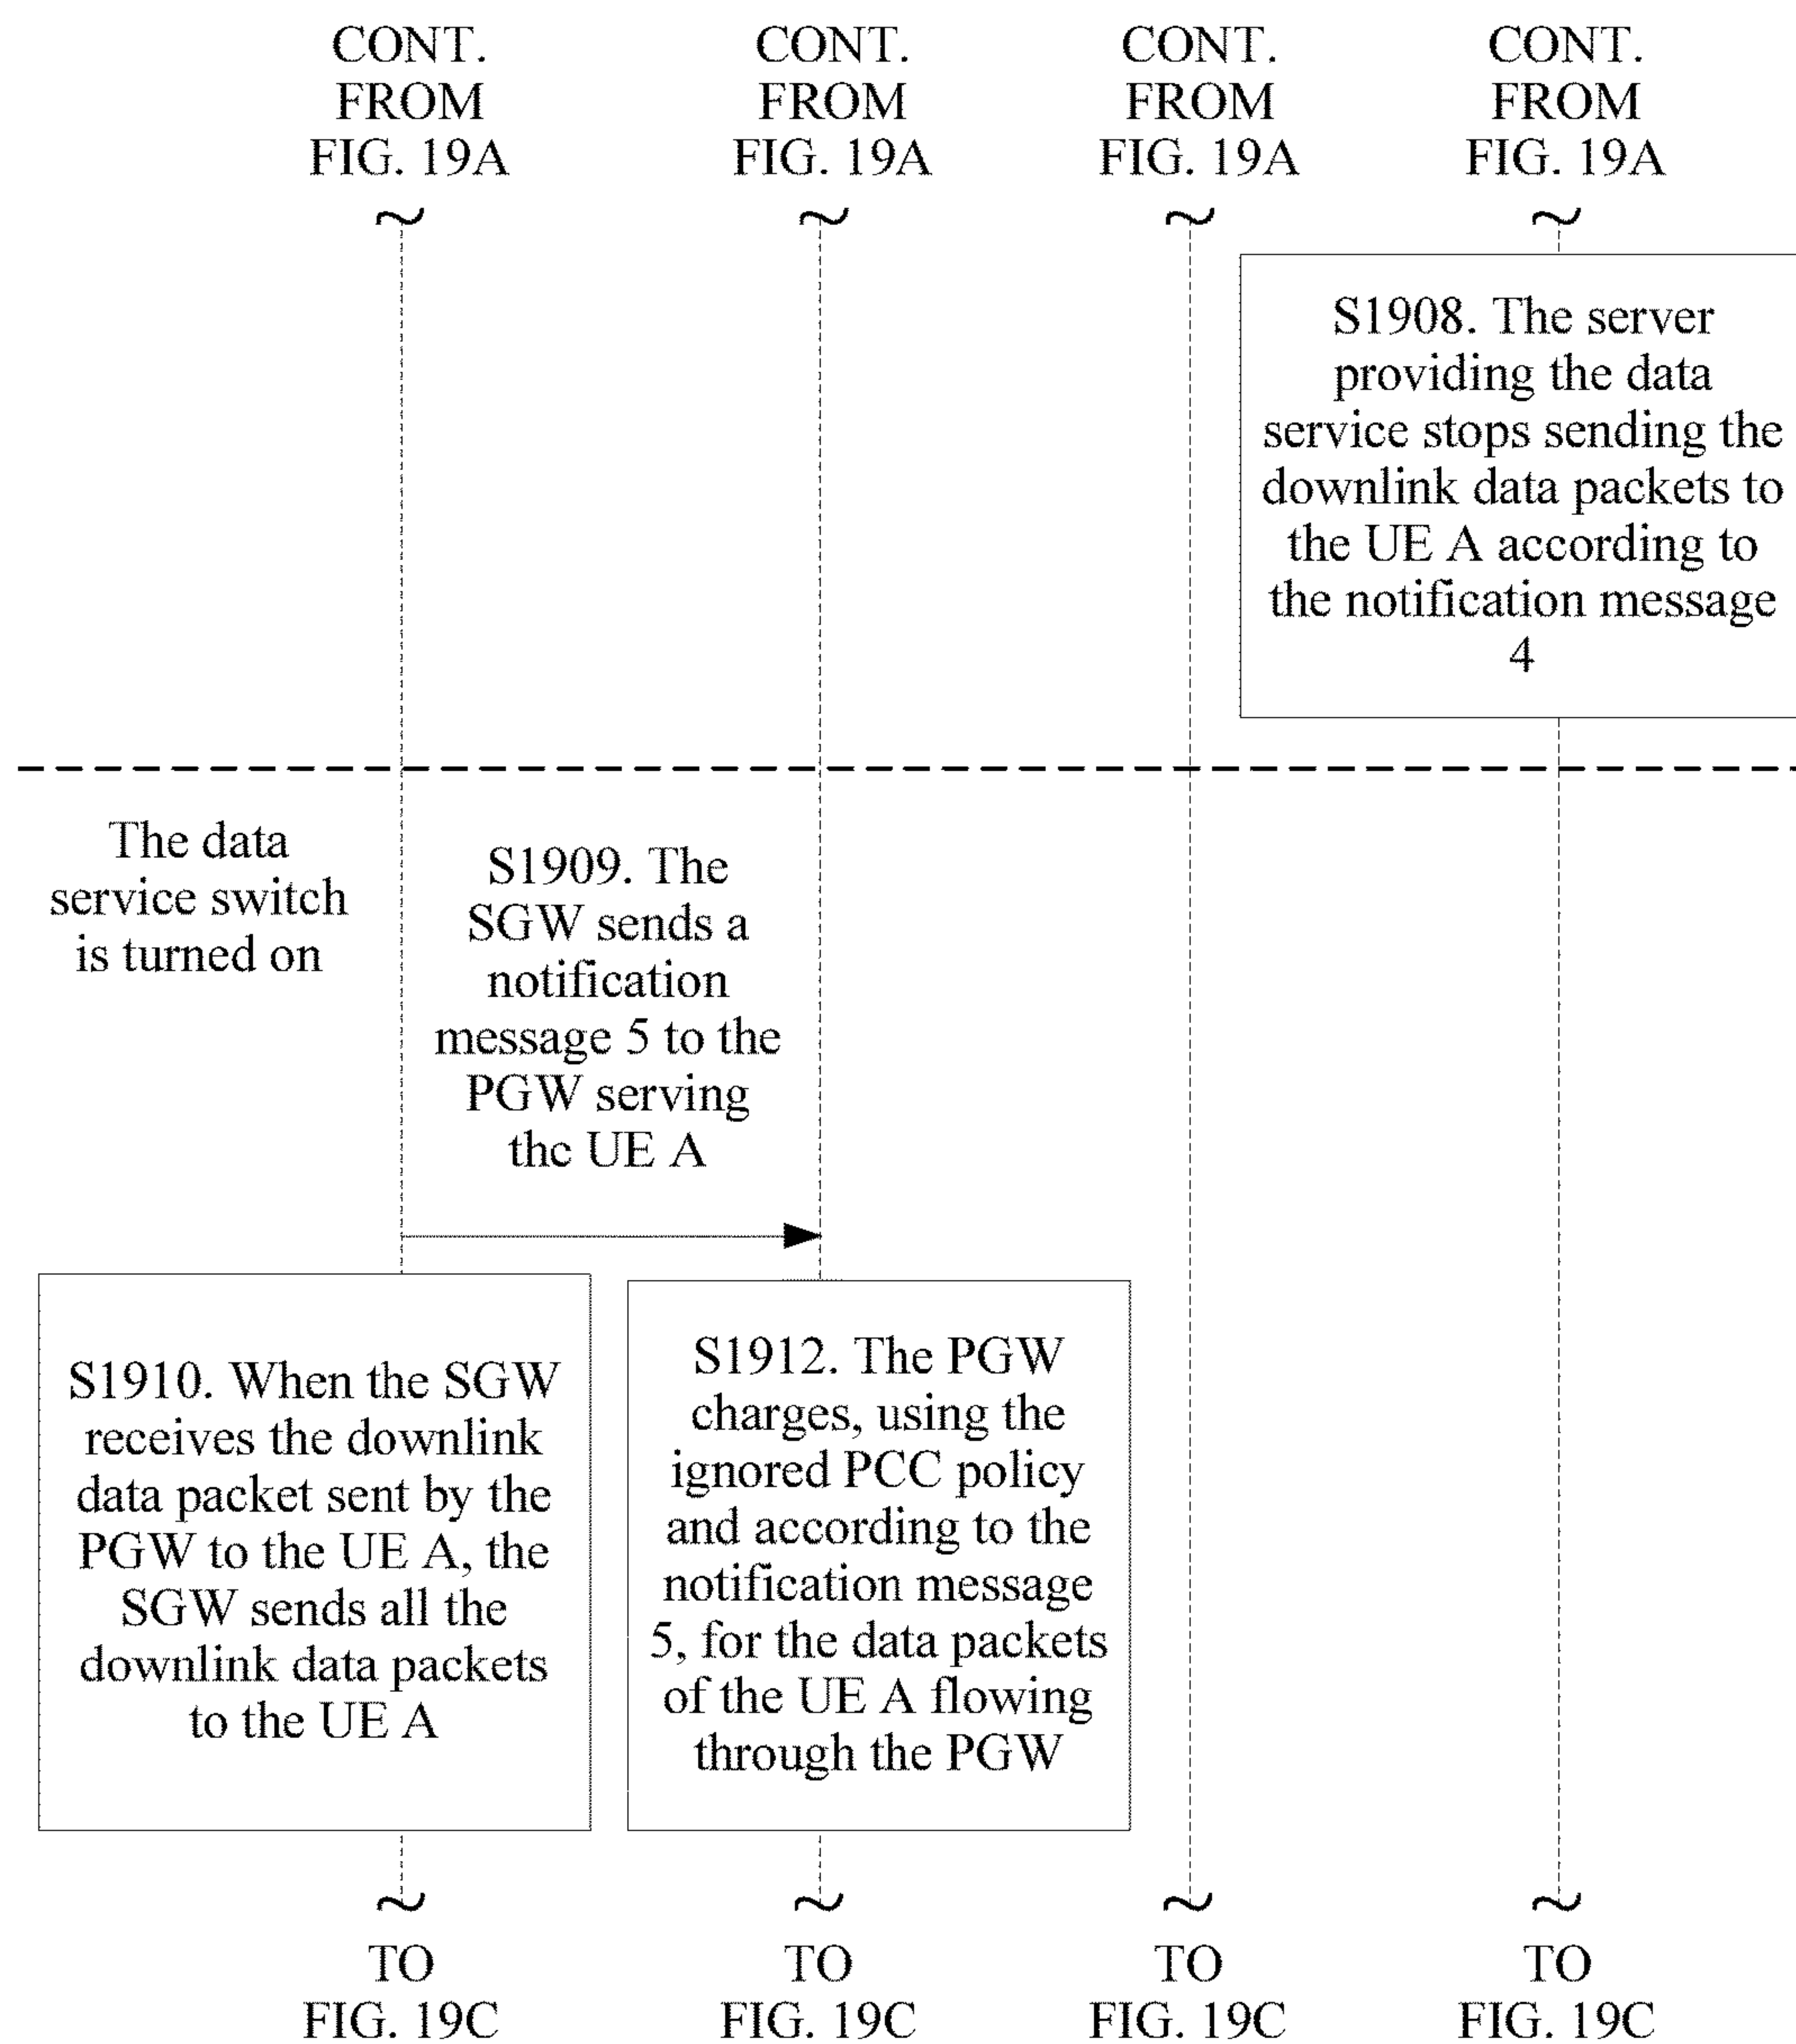 CONT.
FROM
FIG. 19A
CONT.
FROM
FIG. 19A
CONT.
FROM
FIG. 19A
CONT.
FROM
FIG. 19A
S1908. The server
providing the data
service stops sending the
downlink data packets to
the UE A according to
the notification message
4
The data
service switch
is turned on
S1909. The
SGW sends a
notification
message 5 to the
PGW serving
the UE A
S1910. When the SGW
receives the downlink
data packet sent by the
PGW to the UE A, the
SGW sends all the
downlink data packets
to the UE A
S1912. The PGW
charges, using the
ignored PCC policy
and according to the
notification message
5, for the data packets
of the UE A flowing
through the PGW
TO
FIG. 19C
TO
FIG. 19C
TO
FIG. 19C
TO
FIG. 19C